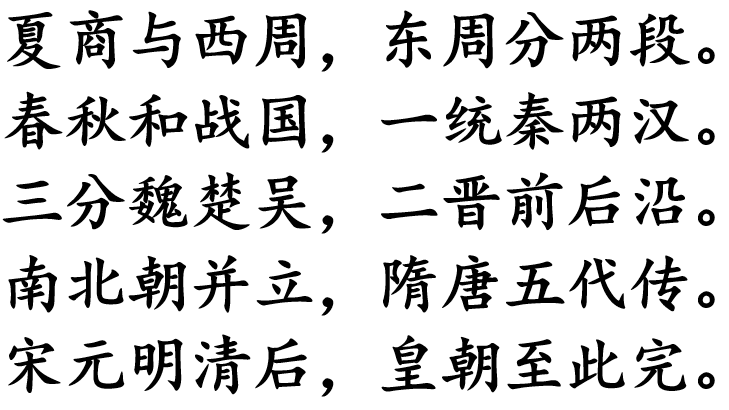 夏商与西周，东周分两段。
春秋和战国，一统秦两汉。
三分魏楚吴，二晋前后沿。
南北朝并立，隋唐五代传。
宋元明清后，皇朝至此完。